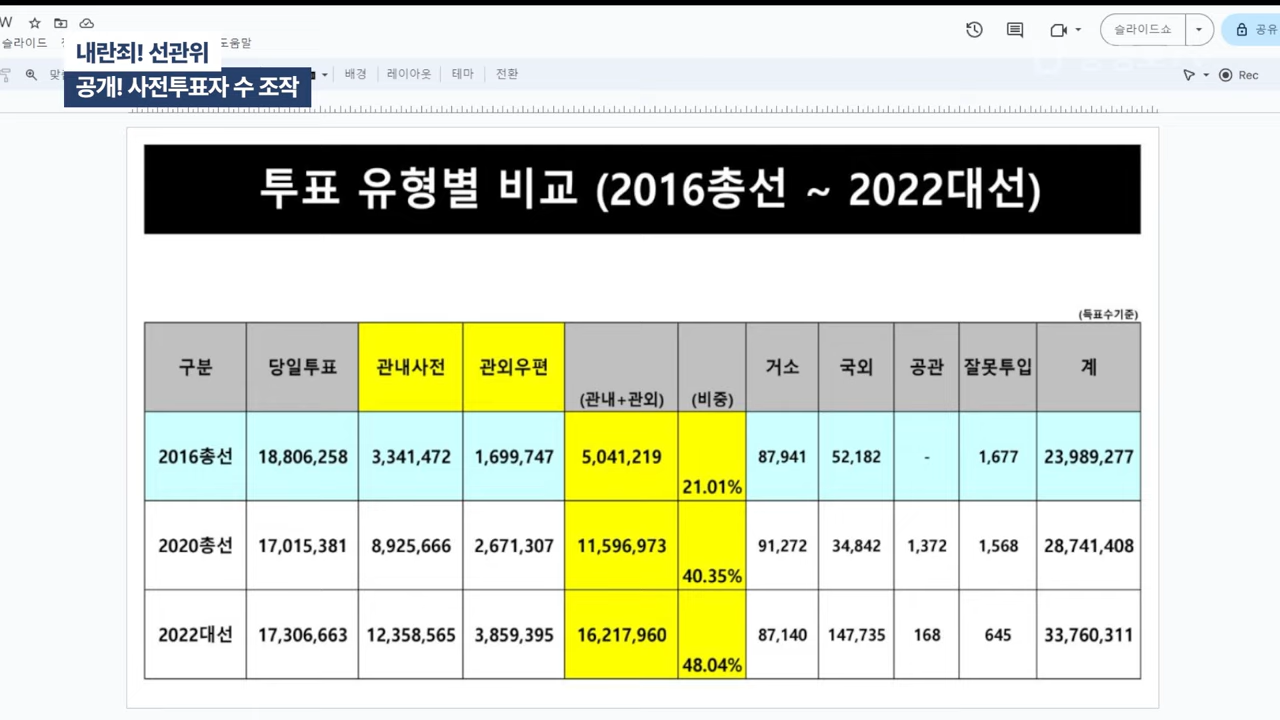 W
슬라이드
도움말
내란죄! 선관위
공개! 사전투표자 수 조작
배경
레이아웃
테마
전환
슬라이드쇼
공유
Rec
투표 유형별 비교 (2016총선 ~ 2022대선)
(득표수기준)
구분 당일투표 관내사전 관외우편 (관내+관외) (비중) 거소 국외 공관 잘못투입 계
2016총선 18,806,258 3,341,472 1,699,747 5,041,219 21.01% 87,941 52,182 - 1,677 23,989,277
2020총선 17,015,381 8,925,666 2,671,307 11,596,973 40.35% 91,272 34,842 1,372 1,568 28,741,408
2022대선 17,306,663 12,358,565 3,859,395 16,217,960 48.04% 87,140 147,735 168 645 33,760,311